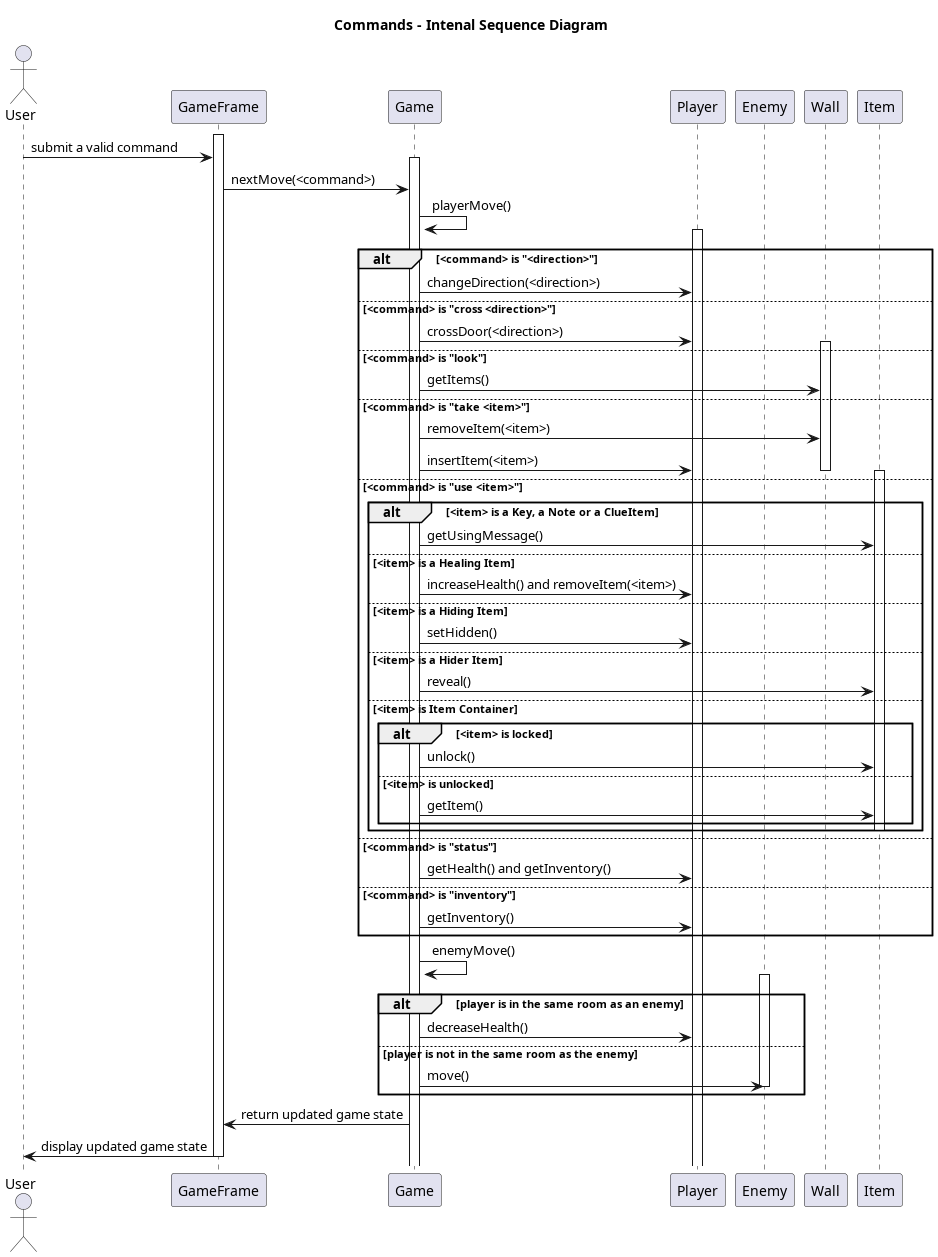 Commands - Intenal Sequence Diagram
User
GameFrame
Game
Player
Enemy
Wall
Item
submit a valid command
nextMove(<command>)
playerMove()
alt [<command> is "<direction>"]
changeDirection(<direction>)
[<command> is "cross <direction>"]
crossDoor(<direction>)
[<command> is "look"]
getItems()
[<command> is "take <item>"]
removeItem(<item>)
insertItem(<item>)
[<command> is "use <item>"]
alt [<item> is a Key, a Note or a ClueItem]
getUsingMessage()
[<item> is a Healing Item]
increaseHealth() and removeItem(<item>)
[<item> is a Hiding Item]
setHidden()
[<item> is a Hider Item]
reveal()
[<item> is Item Container]
alt [<item> is locked]
unlock()
[<item> is unlocked]
getItem()
[<command> is "status"]
getHealth() and getInventory()
[<command> is "inventory"]
getInventory()
enemyMove()
alt [player is in the same room as an enemy]
decreaseHealth()
[player is not in the same room as the enemy]
move()
return updated game state
display updated game state
User
GameFrame
Game
Player
Enemy
Wall
Item